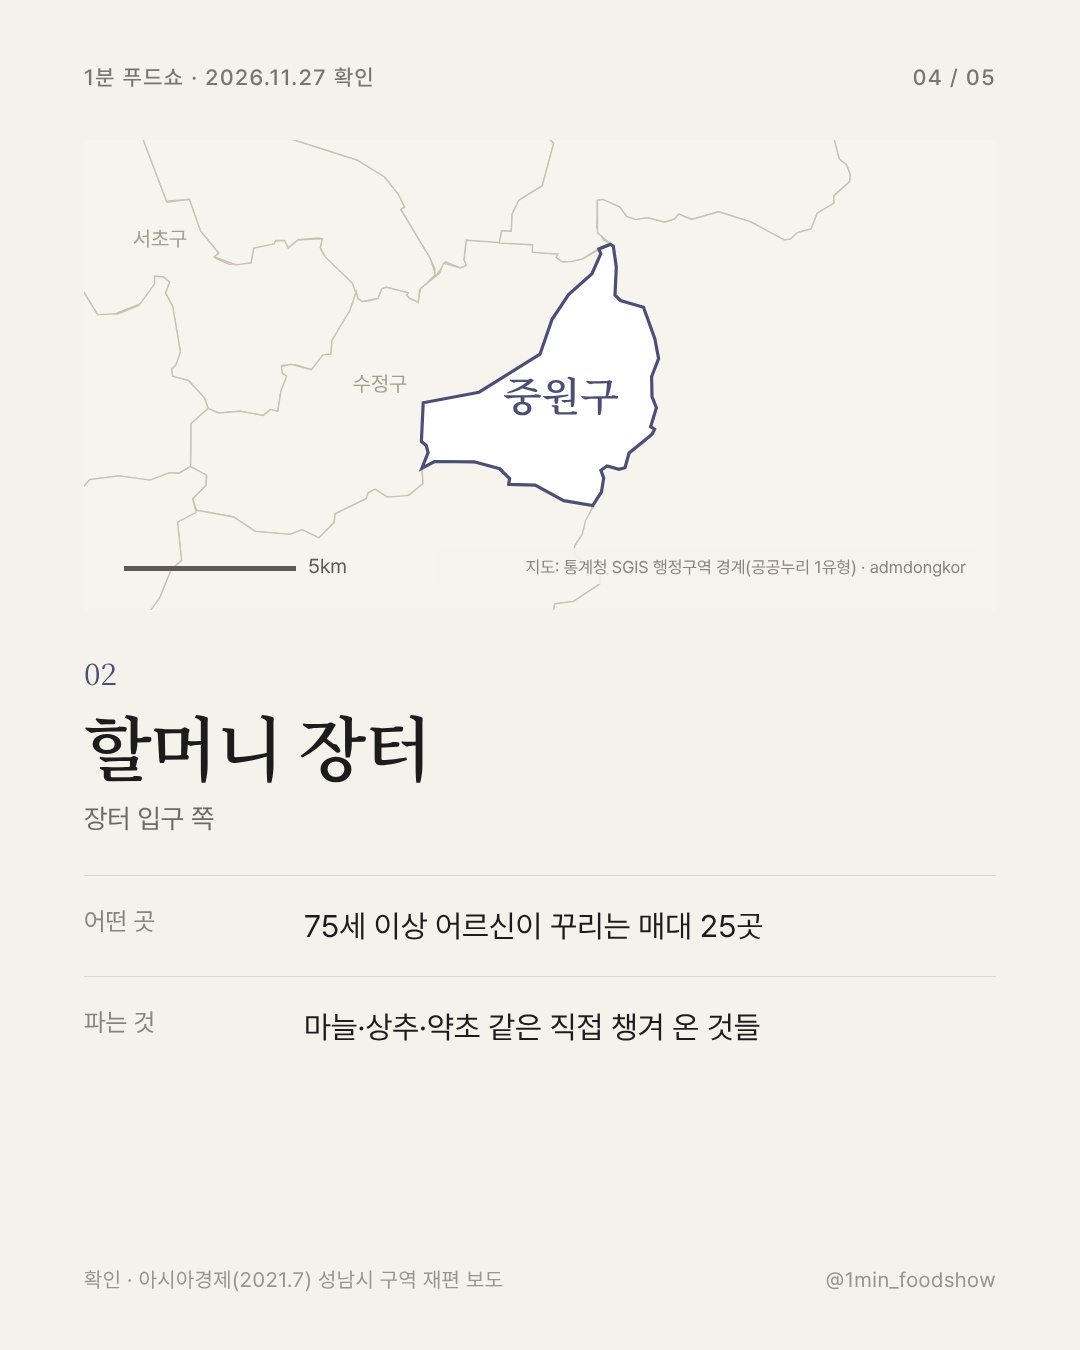 1분 푸드쇼 · 2026.11.27 확인
04 / 05
서초구
수정구
중원구
5km
지도: 통계청 SGIS 행정구역 경계(공공누리 1유형) · admdongkor
02
할머니 장터
장터 입구 쪽
어떤 곳
75세 이상 어르신이 꾸리는 매대 25곳
파는 것
마늘·상추·약초 같은 직접 챙겨 온 것들
확인 · 아시아경제(2021.7) 성남시 구역 재편 보도
@1min_foodshow